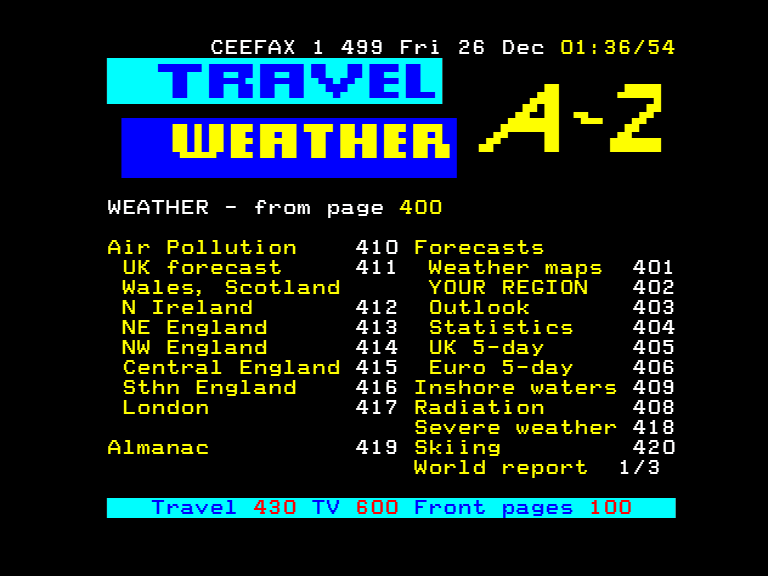 CEEFAX 1 499 Fri 26 Dec 01:36/54
TRAVEL
WEATHER
A-Z
WEATHER - from page 400
Air Pollution 410 Forecasts
UK forecast 411 Weather maps 401
Wales, Scotland YOUR REGION 402
N Ireland 412 Outlook 403
NE England 413 Statistics 404
NW England 414 UK 5-day 405
Central England 415 Euro 5-day 406
Sthn England 416 Inshore waters 409
London 417 Radiation 408
Severe weather 418
Almanac 419 Skiing 420
World report 1/3
Travel 430 TV 600 Front pages 100